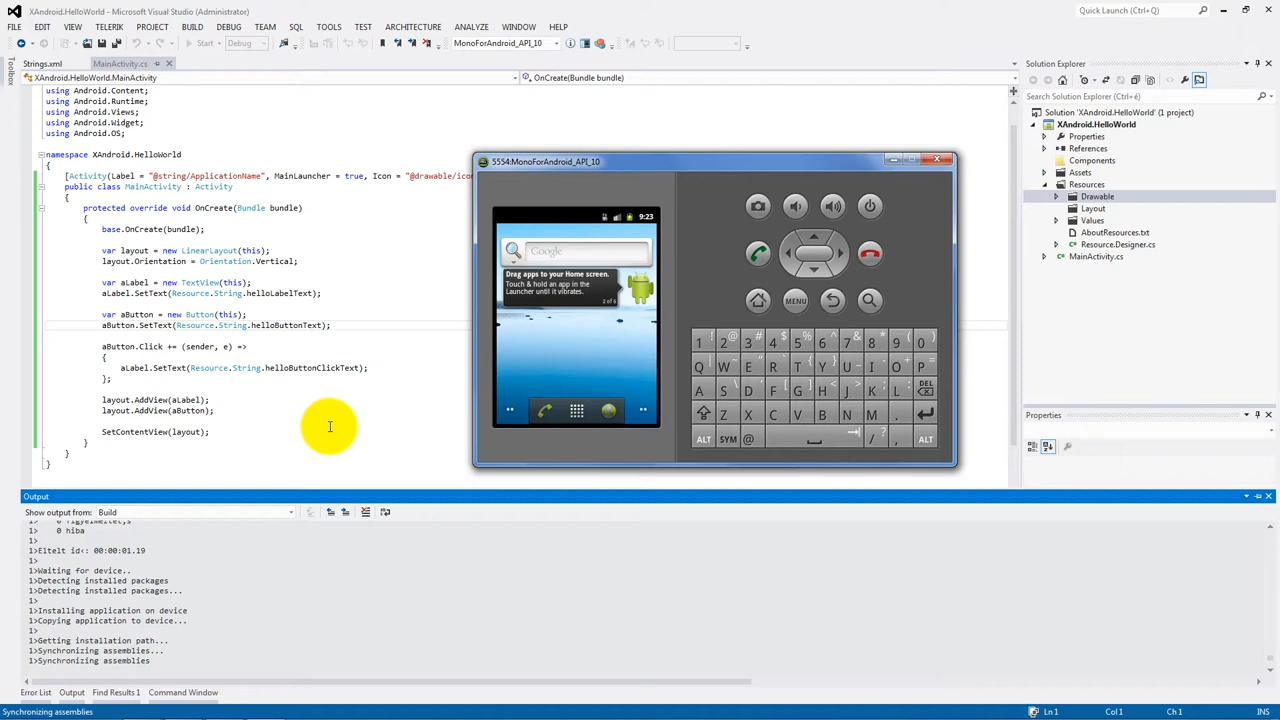 XAndroid.HelloWorld - Microsoft Visual Studio (Administrator)
Quick Launch (Ctrl+Q)
FILE EDIT VIEW TELERIK PROJECT BUILD DEBUG TEAM SQL TOOLS TEST ARCHITECTURE ANALYZE WINDOW HELP
Start Debug MonoForAndroid_API_10
Toolbox
Strings.xml MainActivity.cs
XAndroid.HelloWorld.MainActivity
OnCreate(Bundle bundle)
using Android.Content;
using Android.Runtime;
using Android.Views;
using Android.Widget;
using Android.OS;
namespace XAndroid.HelloWorld
{
[Activity(Label = "@string/ApplicationName", MainLauncher = true, Icon = "@drawable/ico
public class MainActivity : Activity
{
protected override void OnCreate(Bundle bundle)
{
base.OnCreate(bundle);
var layout = new LinearLayout(this);
layout.Orientation = Orientation.Vertical;
var aLabel = new TextView(this);
aLabel.SetText(Resource.String.helloLabelText);
var aButton = new Button(this);
aButton.SetText(Resource.String.helloButtonText);
aButton.Click += (sender, e) =>
{
aLabel.SetText(Resource.String.helloButtonClickText);
};
layout.AddView(aLabel);
layout.AddView(aButton);
SetContentView(layout);
}
}
}
5554:MonoForAndroid_API_10
9:23
Google
Drag apps to your Home screen.
Touch & hold an app in the
Launcher until it vibrates.
2 of 6
MENU
1 ! 2 @ 3 # 4 $ 5 % 6 ^ 7 & 8 * 9 ( 0 )
Q W E R T Y U I O P
A S D F G H J K L DEL
Z X C V B N M .
ALT SYM @ / ? , ALT
Solution Explorer
Search Solution Explorer (Ctrl+é)
Solution 'XAndroid.HelloWorld' (1 project)
XAndroid.HelloWorld
Properties
References
Components
Assets
Resources
Drawable
Layout
Values
AboutResources.txt
Resource.Designer.cs
MainActivity.cs
Properties
Output
Show output from: Build
1> 0 hiba
1>
1>Eltelt id<: 00:00:01.19
1>
1>Waiting for device..
1>Detecting installed packages
1>Detecting installed packages...
1>
1>Installing application on device
1>Copying application to device...
1>
1>Getting installation path...
1>Synchronizing assemblies...
1>Synchronizing assemblies
Error List Output Find Results 1 Command Window
Synchronizing assemblies
Ln 1 Col 1 Ch 1 INS